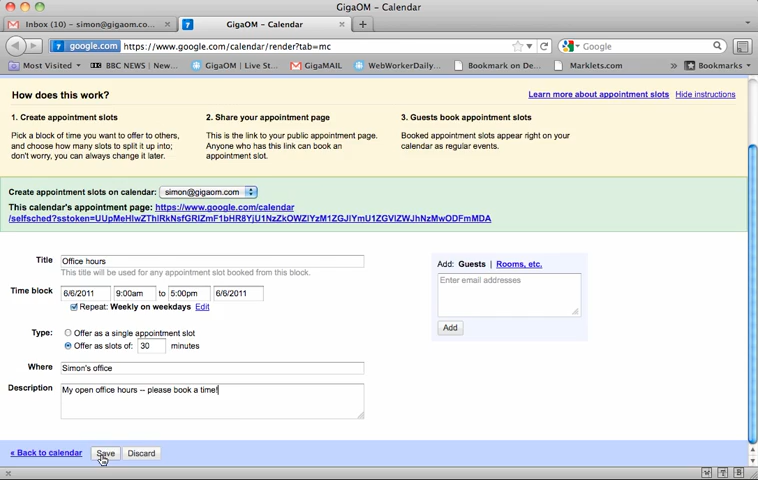 GigaOM – Calendar
Inbox (10) – simon@gigaom.co...
GigaOM – Calendar
google.com https://www.google.com/calendar/render?tab=mc
Google
Most Visited
BBC NEWS | New...
GigaOM | Live St...
GigaMAIL
WebWorkerDaily...
Bookmark on De...
Marklets.com
»
Bookmarks
How does this work?
Learn more about appointment slots Hide instructions
1. Create appointment slots
2. Share your appointment page
3. Guests book appointment slots
Pick a block of time you want to offer to others,
and choose how many slots to split it up into;
don't worry, you can always change it later.
This is the link to your public appointment page.
Anyone who has this link can book an
appointment slot.
Booked appointment slots appear right on your
calendar as regular events.
Create appointment slots on calendar: simon@gigaom.com
This calendar's appointment page: https://www.google.com/calendar
Title Office hours
This title will be used for any appointment slot booked from this block.
Time block 6/6/2011 9:00am to 5:00pm 6/6/2011
Repeat: Weekly on weekdays Edit
Type: Offer as a single appointment slot
Offer as slots of: 30 minutes
Where Simon's office
Description My open office hours -- please book a time!
Add: Guests | Rooms, etc.
Enter email addresses
Add
« Back to calendar Save Discard